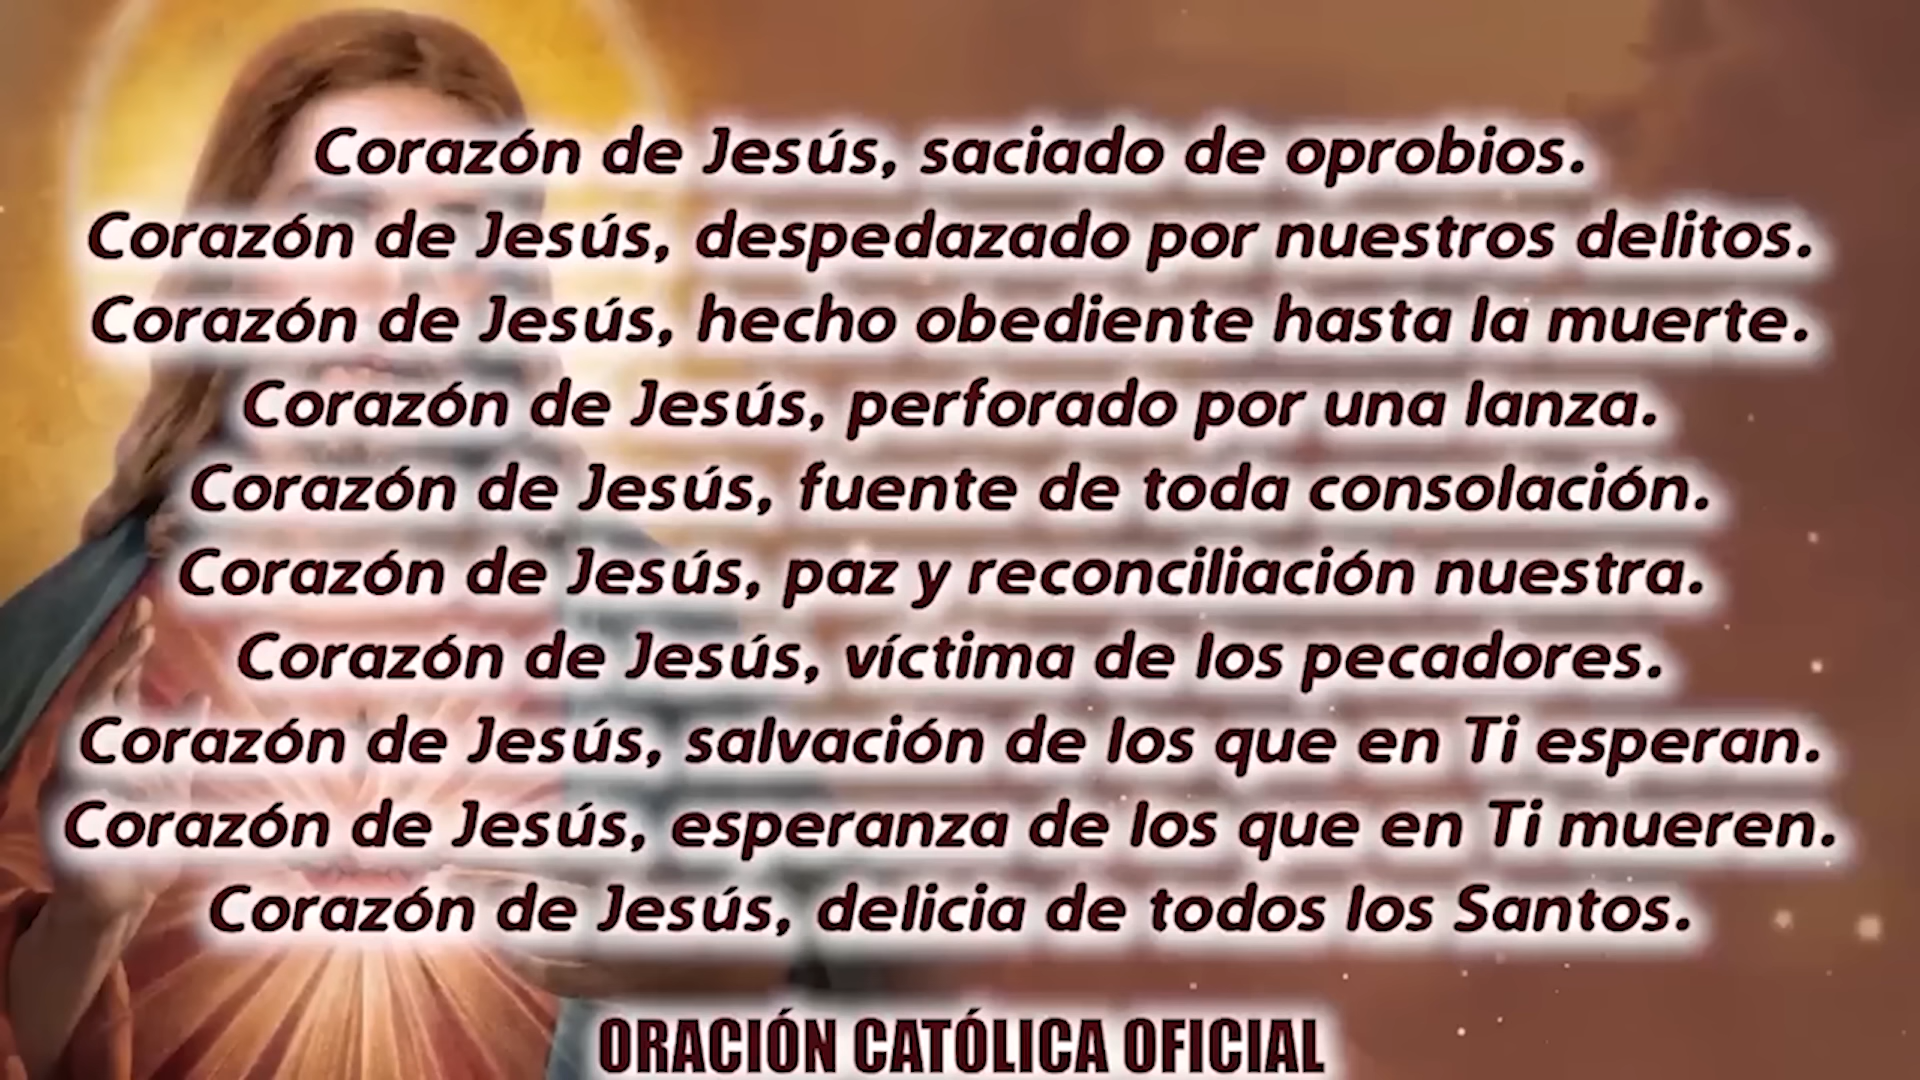 Corazón de Jesús, saciado de oprobios.
Corazón de Jesús, despedazado por nuestros delitos.
Corazón de Jesús, hecho obediente hasta la muerte.
Corazón de Jesús, perforado por una lanza.
Corazón de Jesús, fuente de toda consolación.
Corazón de Jesús, paz y reconciliación nuestra.
Corazón de Jesús, víctima de los pecadores.
Corazón de Jesús, salvación de los que en Ti esperan.
Corazón de Jesús, esperanza de los que en Ti mueren.
Corazón de Jesús, delicia de todos los Santos.
ORACIÓN CATÓLICA OFICIAL